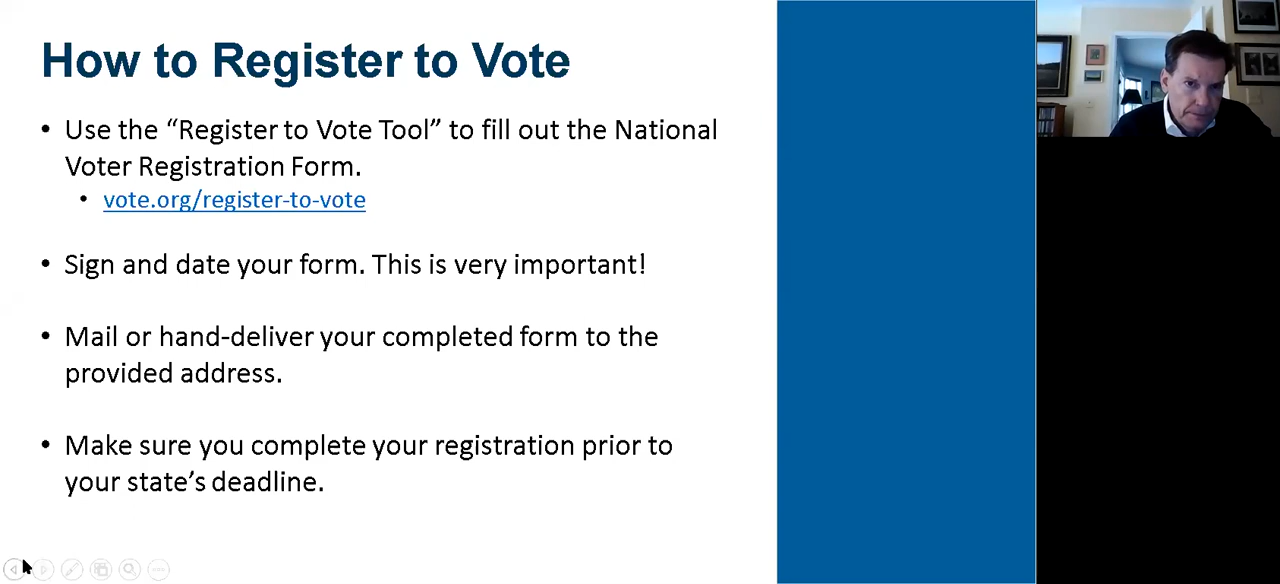 How to Register to Vote
• Use the “Register to Vote Tool” to fill out the National
Voter Registration Form.
• vote.org/register-to-vote
• Sign and date your form. This is very important!
• Mail or hand-deliver your completed form to the
provided address.
• Make sure you complete your registration prior to
your state’s deadline.